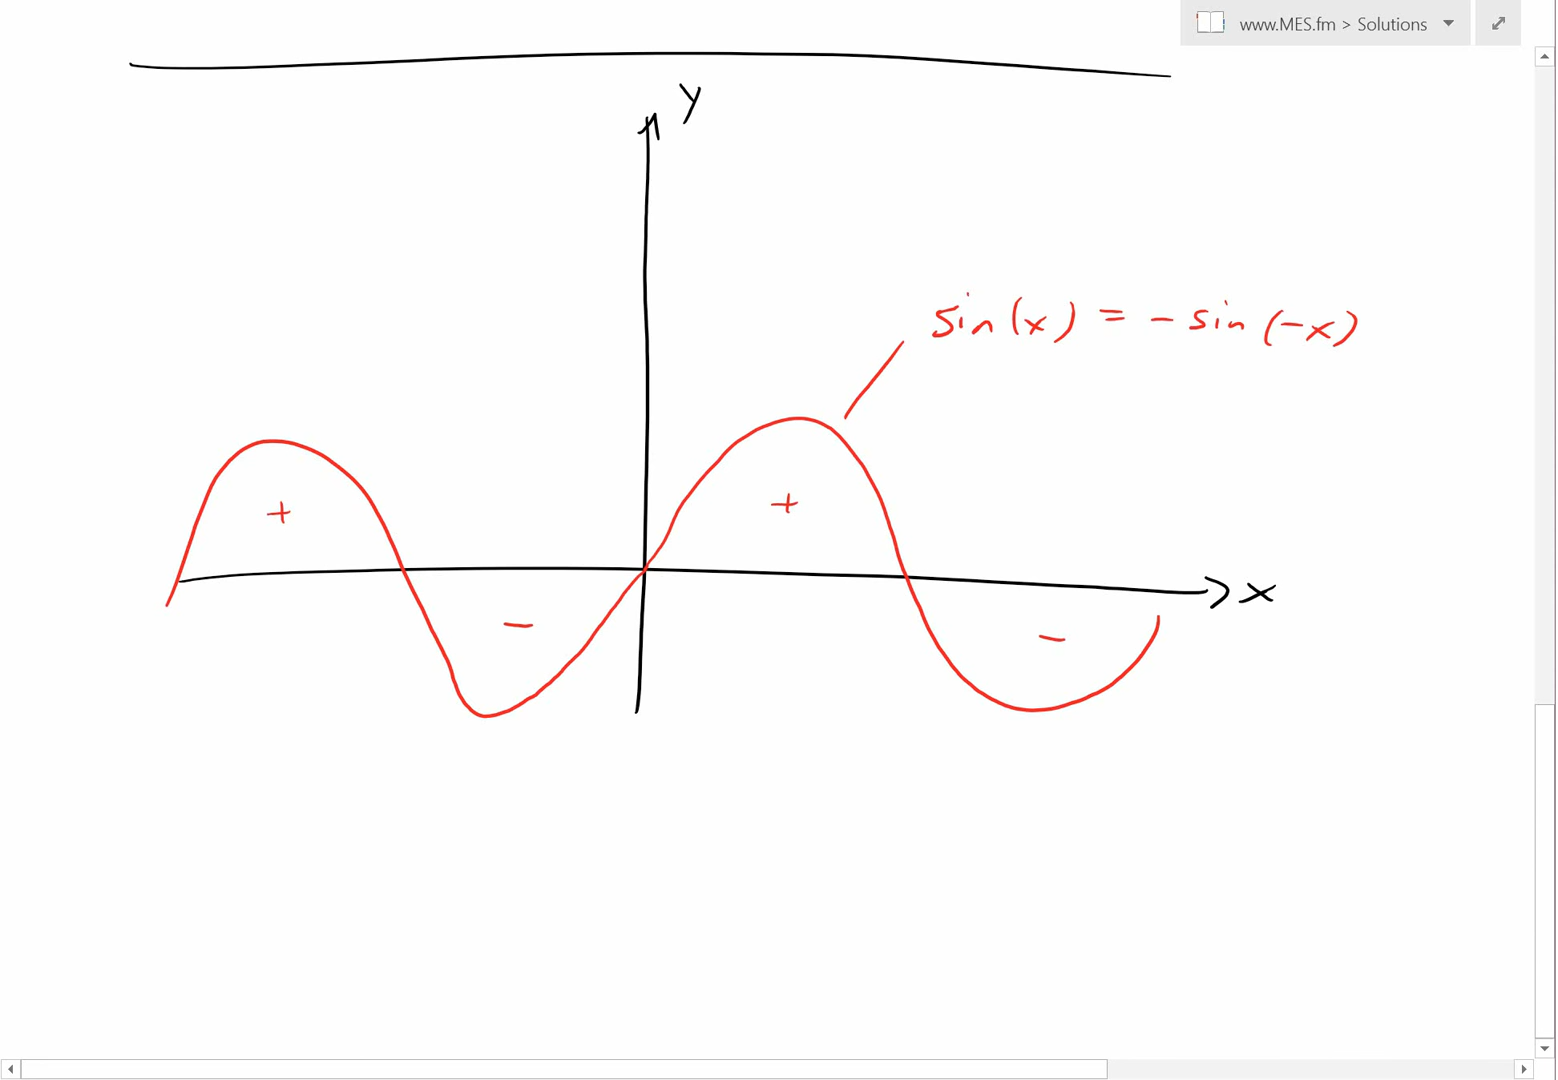 www.MES.fm > Solutions
y
sin(x) = - sin(-x)
+
+
x
-
-